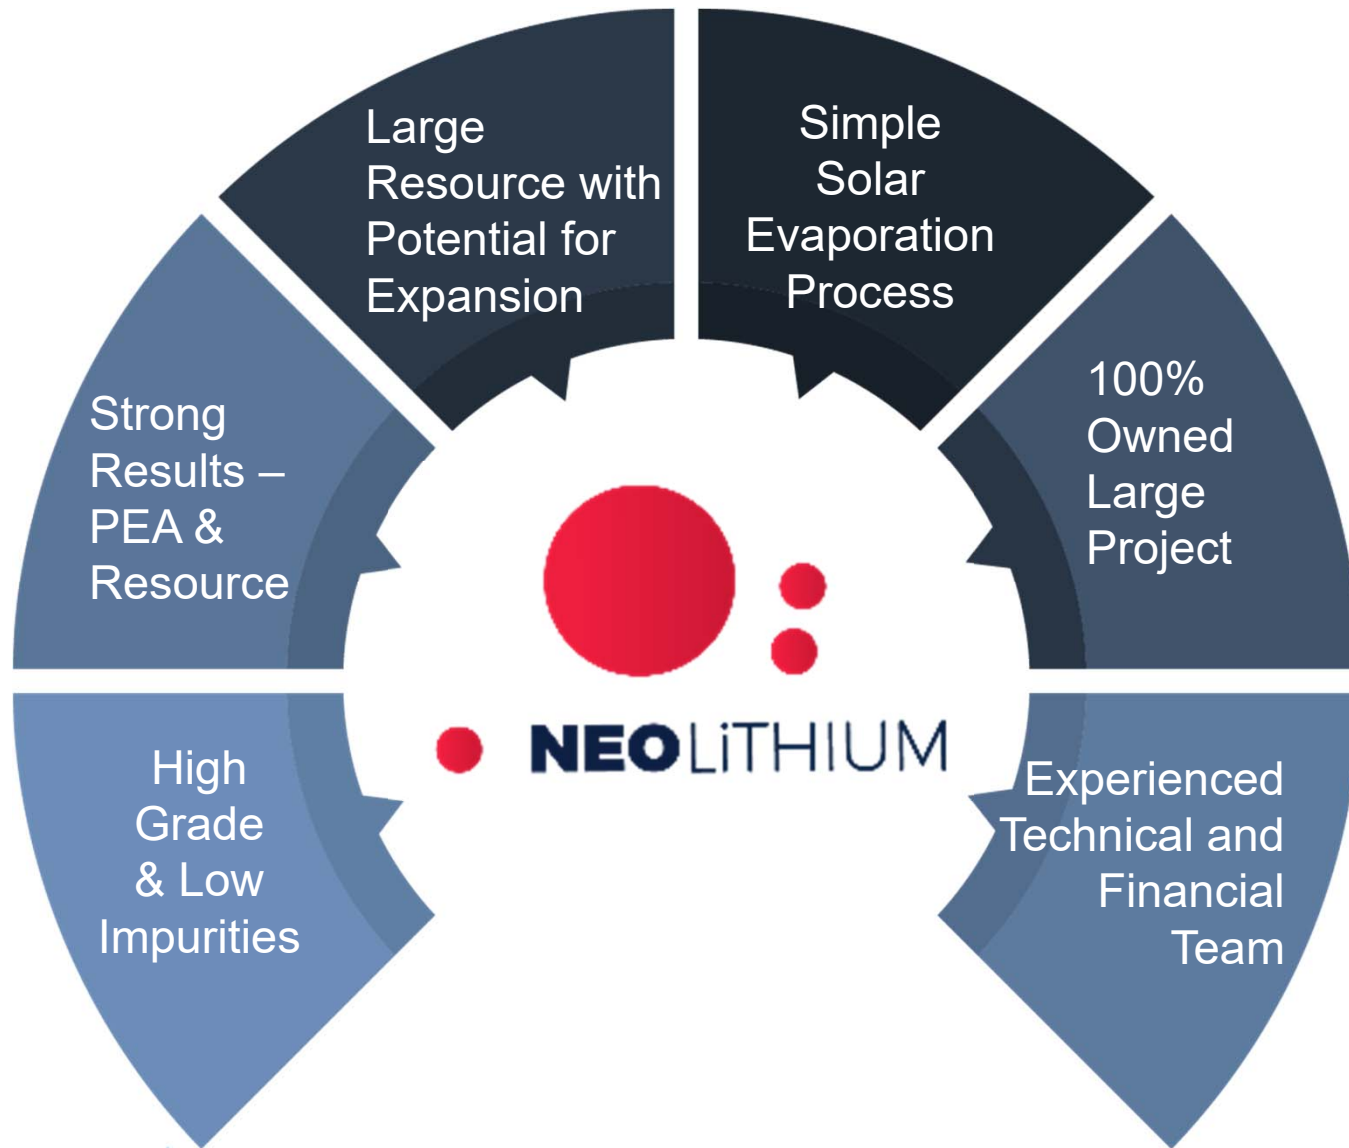 Large
Resource with
Potential for
Expansion
Simple
Solar
Evaporation
Process
Strong
Results –
PEA &
Resource
100%
Owned
Large
Project
NEOLiTHIUM
High
Grade
& Low
Impurities
Experienced
Technical and
Financial
Team